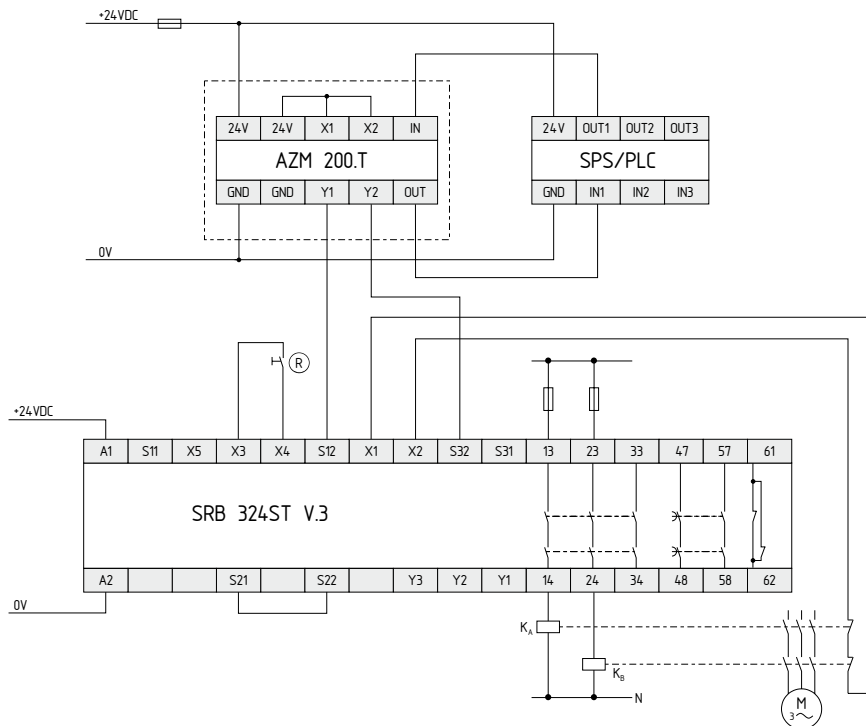 +24VDC
24V 24V X1 X2 IN
AZM 200.T
GND GND Y1 Y2 OUT
24V OUT1 OUT2 OUT3
SPS/PLC
GND IN1 IN2 IN3
0V
R
+24VDC
A1 S11 X5 X3 X4 S12 X1 X2 S32 S31 13 23 33 47 57 61
SRB 324ST V.3
A2 S21 S22 Y3 Y2 Y1 14 24 34 48 58 62
0V
KA
KB
N
M
3~